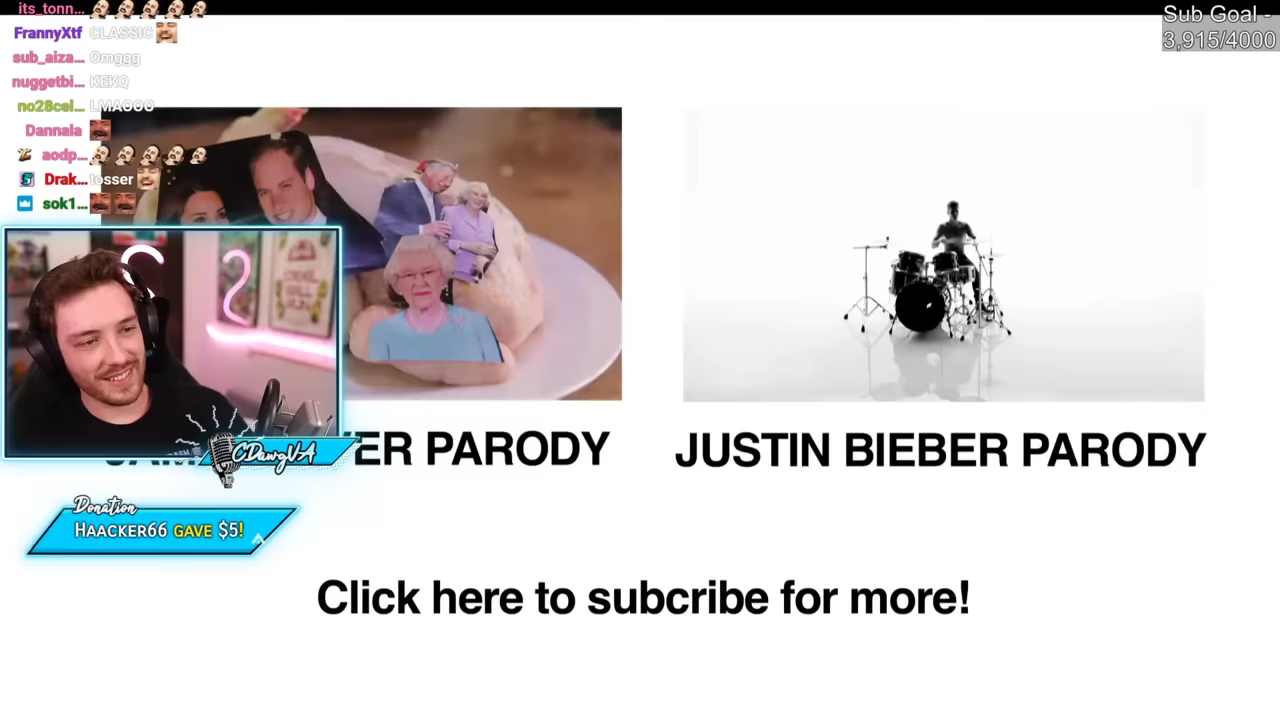 its_tonn...
FrannyXtf CLASSIC
sub_aiza... Omggg
nuggetbi... KEKQ
no28cel... LMAOOO
Dannala
aodp...
Drak... tosser
sok1...
Sub Goal -
3,915/4000
CDawgVA
ER PARODY
JUSTIN BIEBER PARODY
Donation
HAACKER66 GAVE $5!
Click here to subcribe for more!